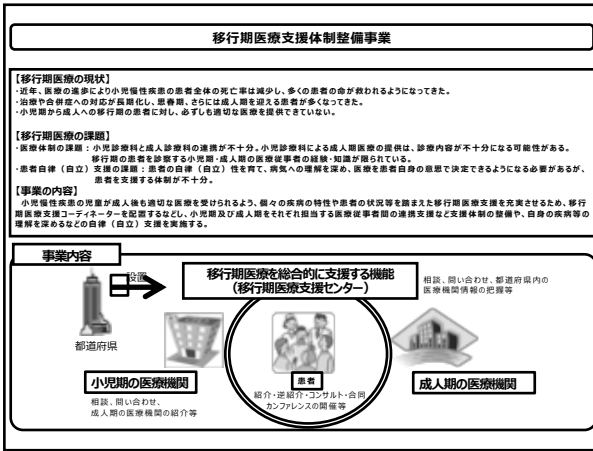 移行期医療支援体制整備事業
【移行期医療の現状】
・近年、医療の進歩により小児慢性疾患の患者全体の死亡率は減少し、多くの患者の命が救われるようになってきた。
・治療や合併症への対応が長期化し、思春期、さらには成人期を迎える患者が多くなってきた。
・小児期から成人への移行期の患者に対し、必ずしも適切な医療を提供できていない。
【移行期医療の課題】
・医療体制の課題：小児診療科と成人診療科の連携が不十分。小児診療科による成人期医療の提供は、診療内容が不十分になる可能性がある。
移行期の患者を診察する小児期・成人期の医療従事者の経験・知識が限られている。
・患者自律（自立）支援の課題：患者の自律（自立）性を育て、病気への理解を深め、医療を患者自身の意思で決定できるようになる必要があるが、
患者を支援する体制が不十分。
【事業の内容】
小児慢性疾病の児童が成人後も適切な医療を受けられるよう、個々の疾病の特性や患者の状況等を踏まえた移行期医療支援を充実させるため、移行
期医療支援コーディネーターを配置するなどし、小児期及び成人期をそれぞれ担当する医療従事者間の連携支援など支援体制の整備や、自身の疾病等の
理解を深めるなどの自律（自立）支援を実施する。
事業内容
設置
移行期医療を総合的に支援する機能
（移行期医療支援センター）
相談、問い合わせ、都道府県内の
医療機関情報の把握等
都道府県
小児期の医療機関
相談、問い合わせ、
成人期の医療機関の紹介等
患者
紹介・逆紹介・コンサルト・合同
カンファレンスの開催等
成人期の医療機関